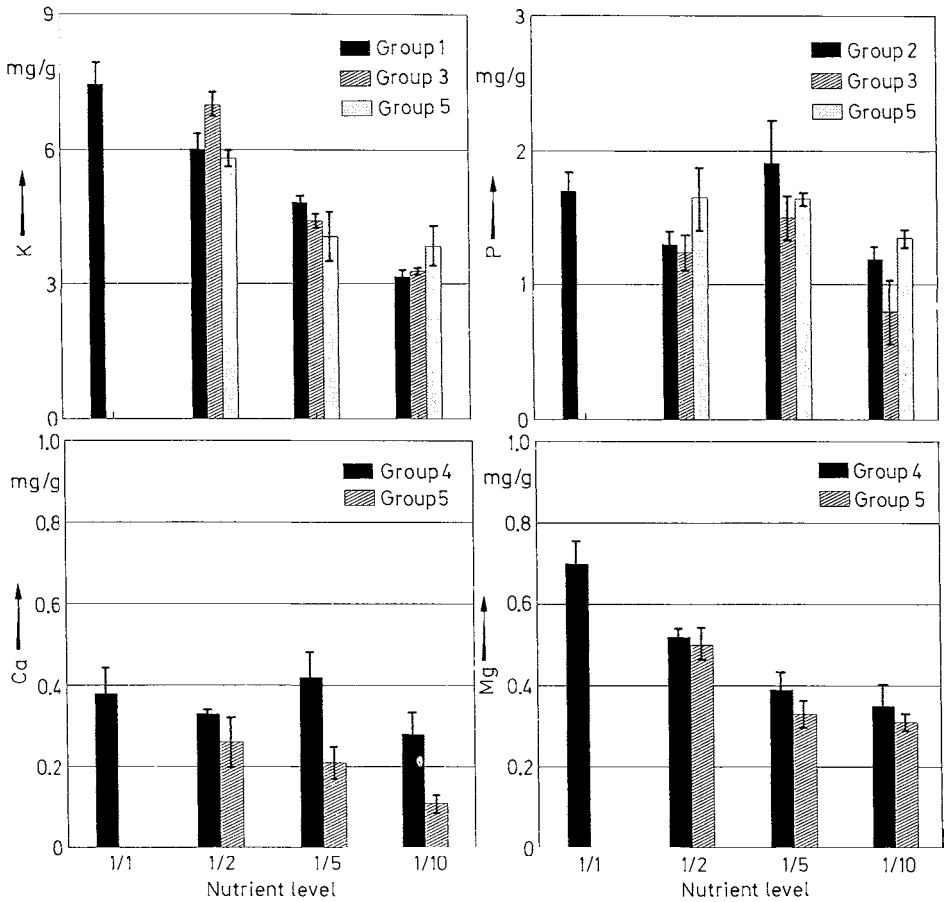 9
mg/g
6
3
0
K
Group 1
Group 3
Group 5
3
mg/g
2
1
0
P
Group 2
Group 3
Group 5
1.0
mg/g
0.8
0.6
0.4
0.2
0
Ca
Group 4
Group 5
1/1 1/2 1/5 1/10
Nutrient level
1.0
mg/g
0.8
0.6
0.4
0.2
0
Mg
Group 4
Group 5
1/1 1/2 1/5 1/10
Nutrient level